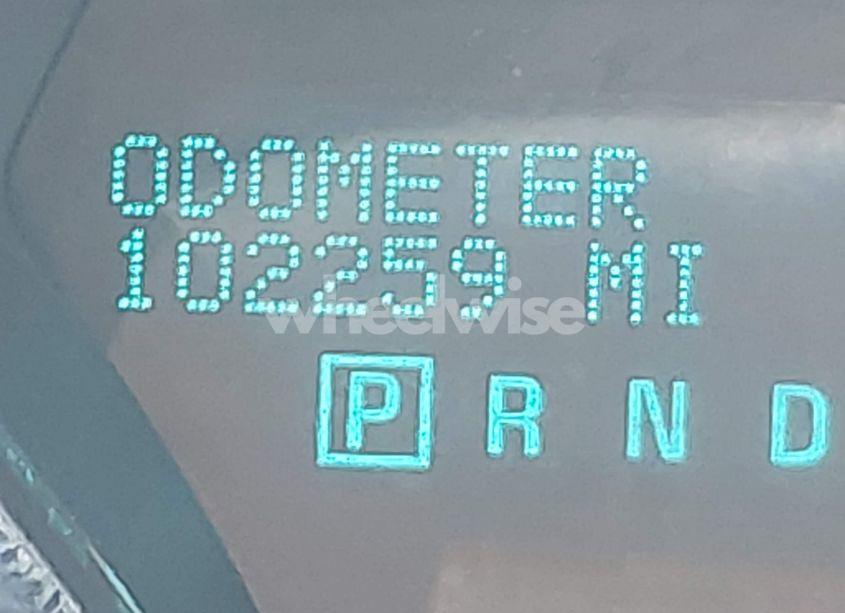 ODOMETER
102259 MI
wheelwise
P R N D